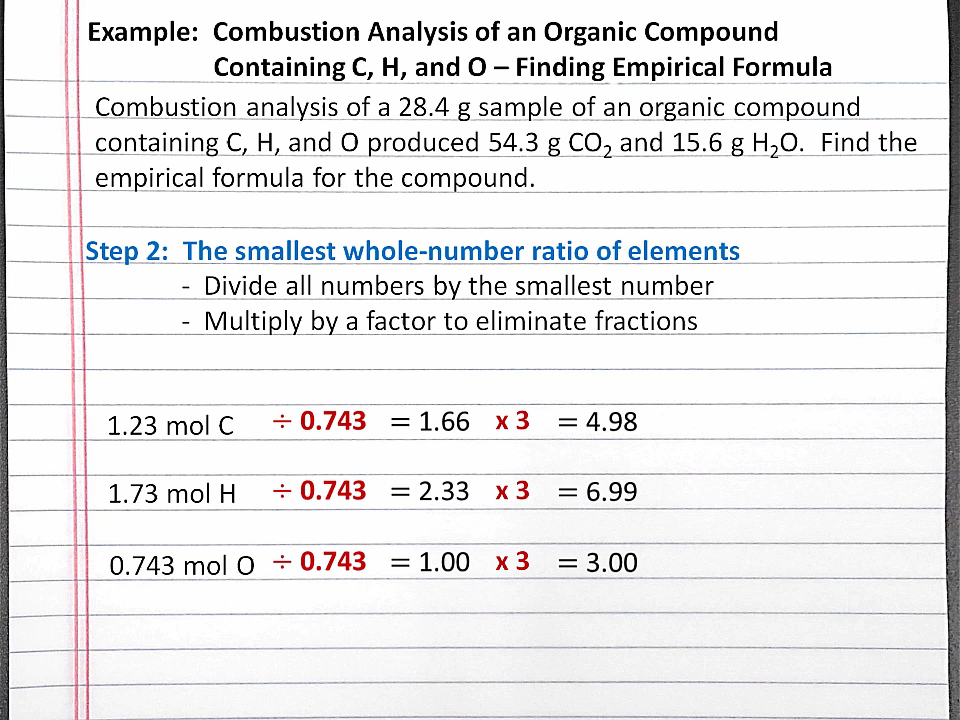 Example: Combustion Analysis of an Organic Compound
Containing C, H, and O – Finding Empirical Formula
Combustion analysis of a 28.4 g sample of an organic compound
containing C, H, and O produced 54.3 g CO₂ and 15.6 g H₂O. Find the
empirical formula for the compound.
Step 2: The smallest whole-number ratio of elements
- Divide all numbers by the smallest number
- Multiply by a factor to eliminate fractions
1.23 mol C ÷ 0.743 = 1.66 x 3 = 4.98
1.73 mol H ÷ 0.743 = 2.33 x 3 = 6.99
0.743 mol O ÷ 0.743 = 1.00 x 3 = 3.00